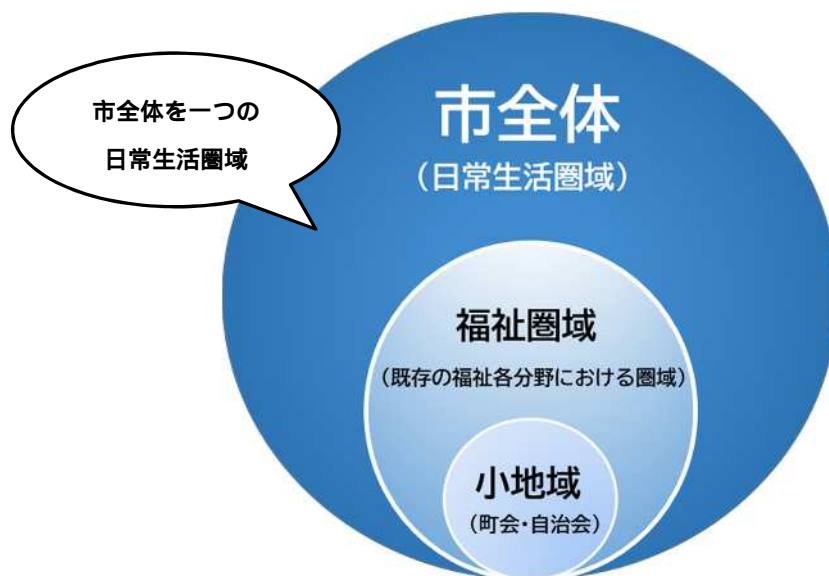 市全体を一つの
日常生活圏域
市全体
（日常生活圏域）
福祉圏域
（既存の福祉各分野における圏域）
小地域
（町会・自治会）